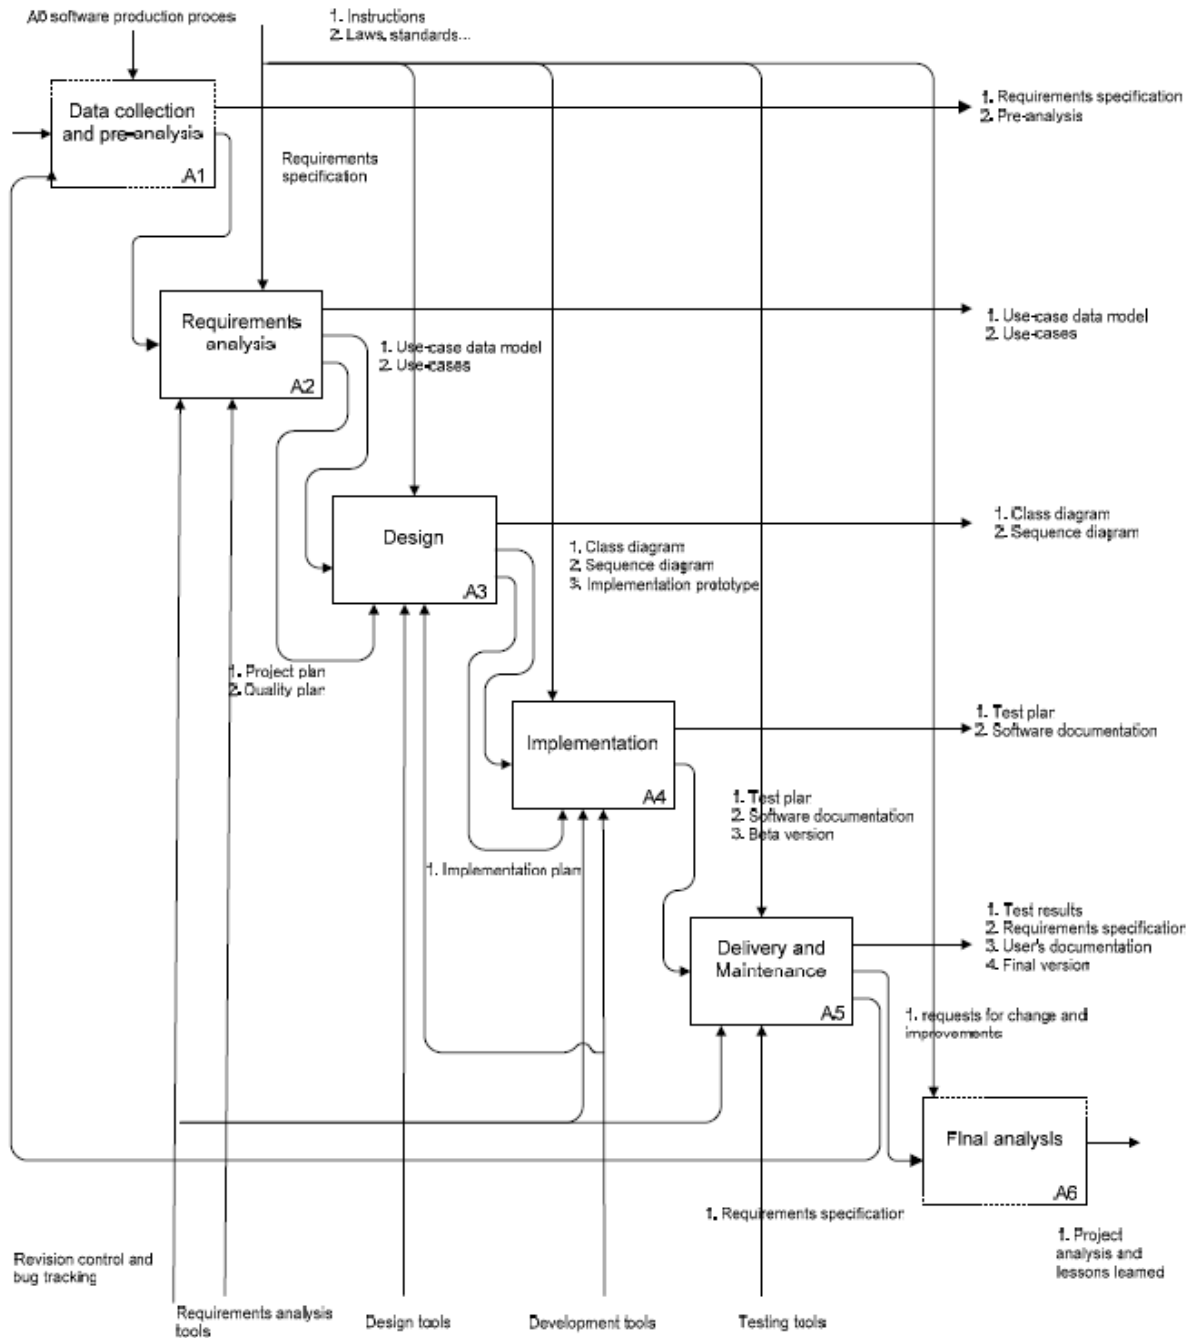 A0 software production proces
1. Instructions
2. Laws, standards...
Data collection
and pre-analysis
A1
1. Requirements specification
2. Pre-analysis
Requirements
specification
Requirements
analysis
A2
1. Use-case data model
2. Use-cases
1. Use-case data model
2. Use-cases
Design
A3
1. Class diagram
2. Sequence diagram
1. Class diagram
2. Sequence diagram
3. Implementation prototype
1. Project plan
2. Quality plan
Implementation
A4
1. Test plan
2. Software documentation
1. Test plan
2. Software documentation
3. Beta version
1. Implementation plan
Delivery and
Maintenance
A5
1. Test results
2. Requirements specification
3. User's documentation
4. Final version
1. requests for change and
improvements
Final analysis
A6
1. Requirements specification
1. Project
analysis and
lessons learned
Revision control and
bug tracking
Requirements analysis
tools
Design tools
Development tools
Testing tools